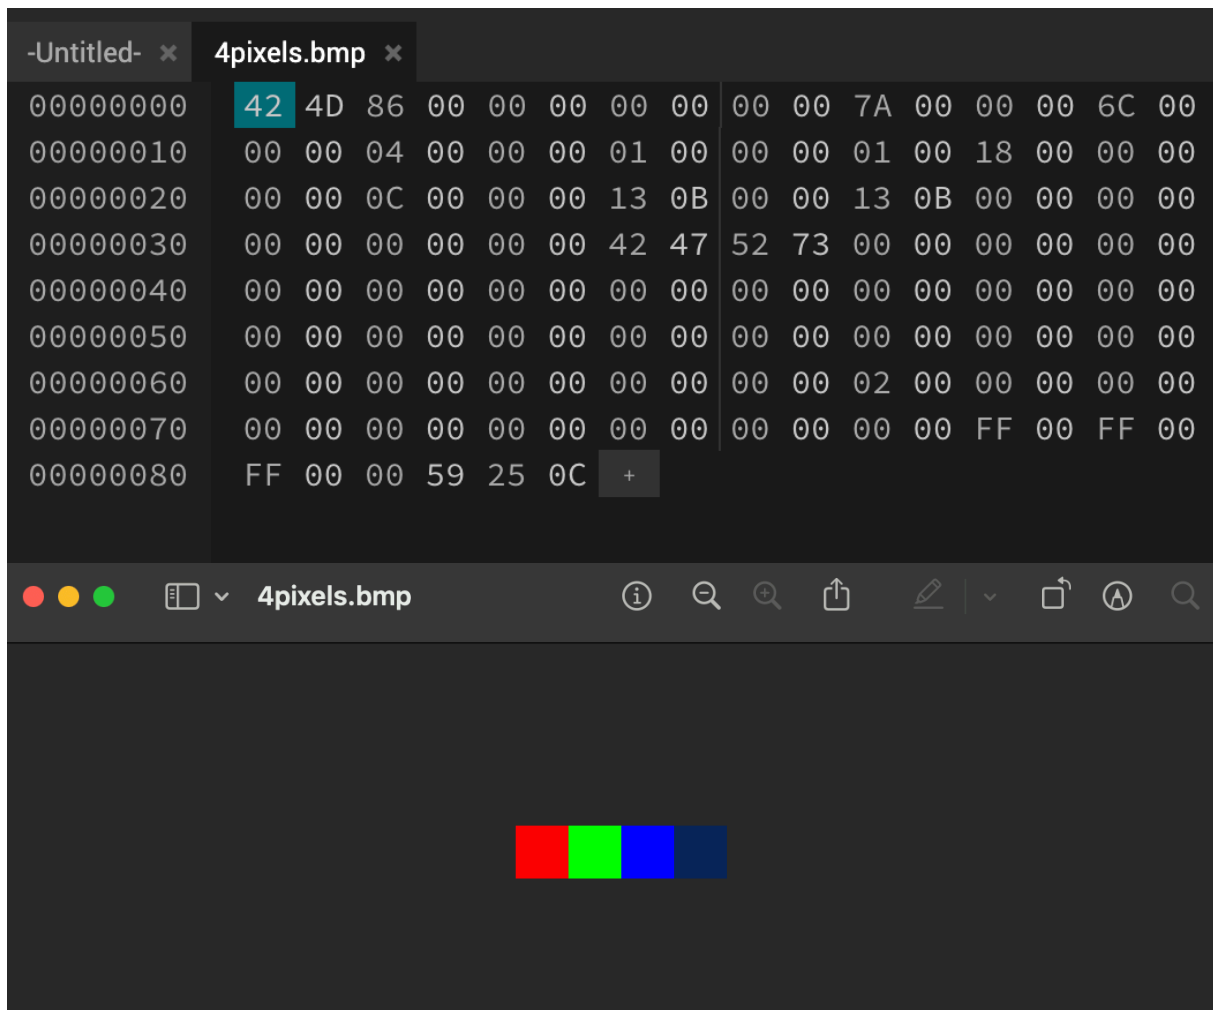 -Untitled- × 4pixels.bmp ×
00000000 42 4D 86 00 00 00 00 00 00 00 7A 00 00 00 6C 00
00000010 00 00 04 00 00 00 01 00 00 00 01 00 18 00 00 00
00000020 00 00 0C 00 00 00 13 0B 00 00 13 0B 00 00 00 00
00000030 00 00 00 00 00 00 42 47 52 73 00 00 00 00 00 00
00000040 00 00 00 00 00 00 00 00 00 00 00 00 00 00 00 00
00000050 00 00 00 00 00 00 00 00 00 00 00 00 00 00 00 00
00000060 00 00 00 00 00 00 00 00 00 00 02 00 00 00 00 00
00000070 00 00 00 00 00 00 00 00 00 00 00 00 FF 00 FF 00
00000080 FF 00 00 59 25 0C +
4pixels.bmp